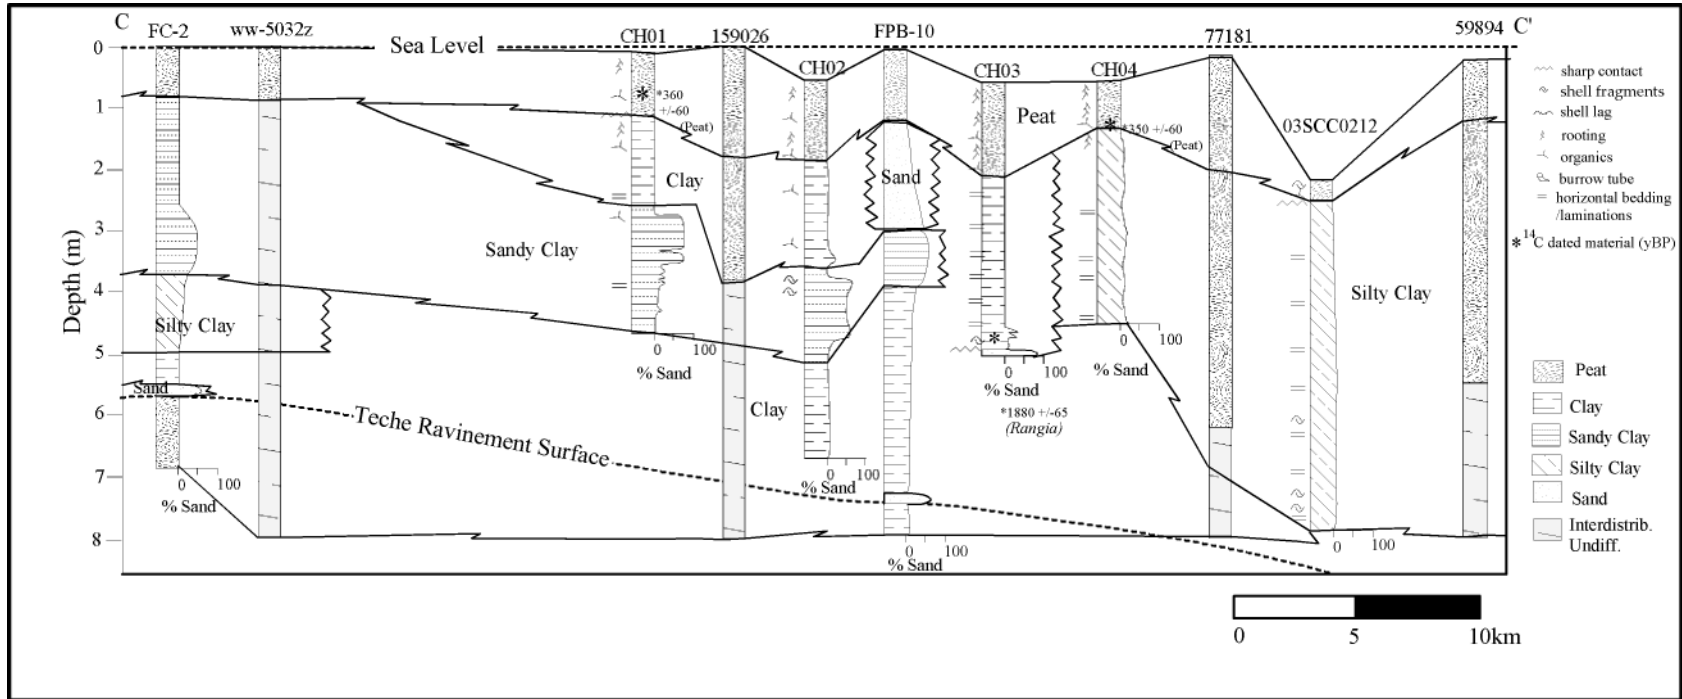 C
C'
FC-2
ww-5032z
Sea Level
CH01
159026
CH02
FPB-10
CH03
CH04
77181
03SCC0212
59894
Depth (m)
0
1
2
3
4
5
6
7
8
*360
+/-60
(Peat)
*350 +/-60
(Peat)
Peat
Clay
Sand
Sandy Clay
Silty Clay
Silty Clay
Sand
Clay
Teche Ravinement Surface
0 100
% Sand
0 100
% Sand
0 100
% Sand
0 100
% Sand
0 100
% Sand
*1880 +/-65
(Rangia)
0 100
% Sand
0 100
sharp contact
shell fragments
shell lag
rooting
organics
burrow tube
horizontal bedding
/laminations
* 14C dated material (yBP)
Peat
Clay
Sandy Clay
Silty Clay
Sand
Interdistrib.
Undiff.
0 5 10km